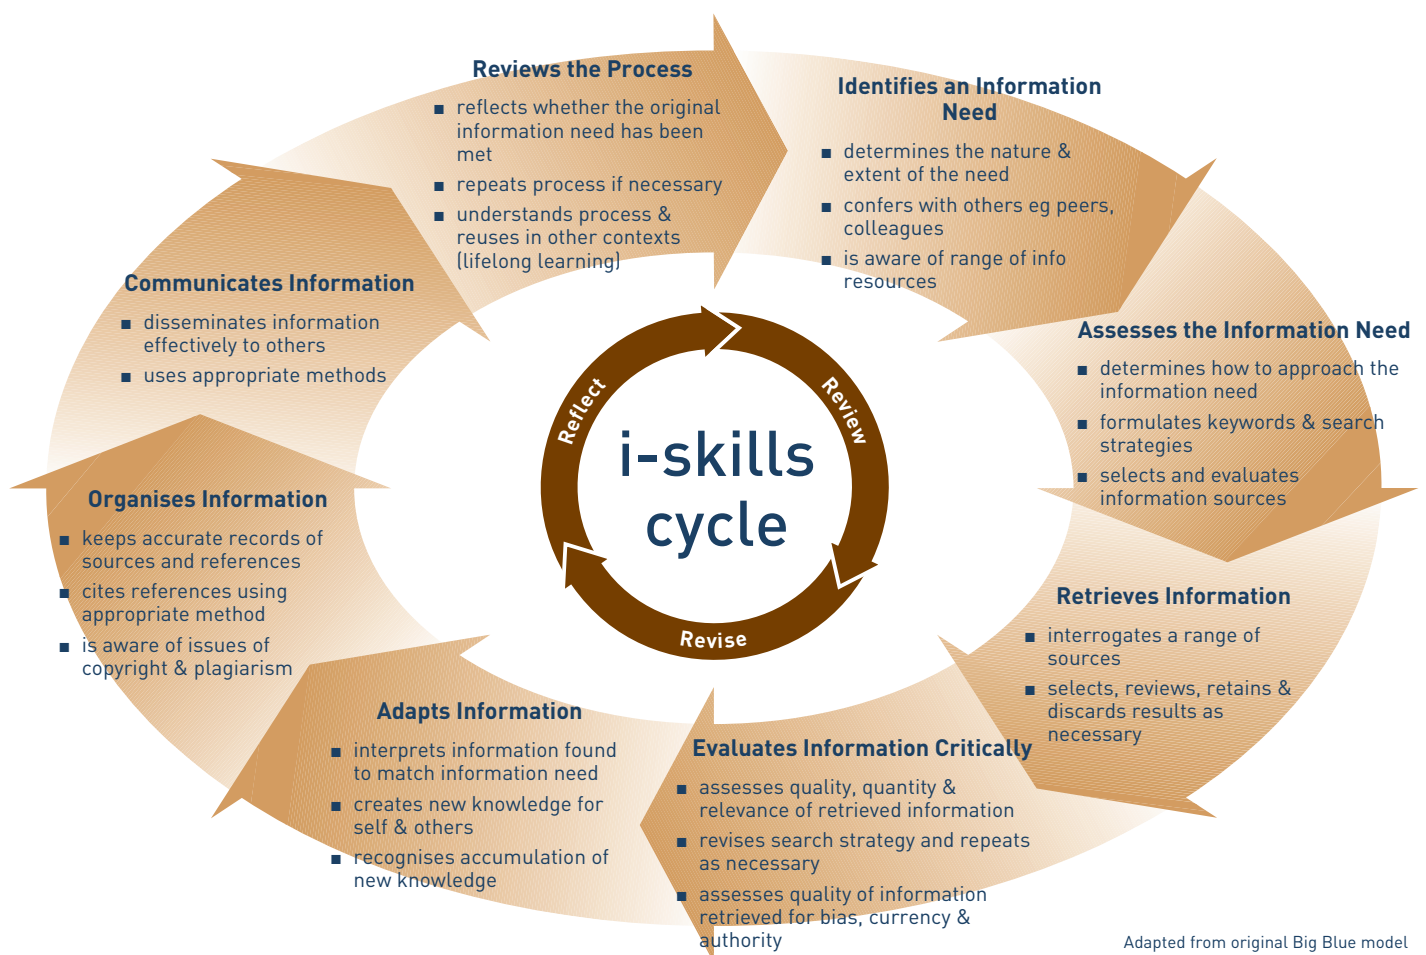 Reviews the Process
■ reflects whether the original
information need has been
met
■ repeats process if necessary
■ understands process &
reuses in other contexts
(lifelong learning)
Identifies an Information
Need
■ determines the nature &
extent of the need
■ confers with others eg peers,
colleagues
■ is aware of range of info
resources
Assesses the Information Need
■ determines how to approach the
information need
■ formulates keywords & search
strategies
■ selects and evaluates
information sources
Retrieves Information
■ interrogates a range of
sources
■ selects, reviews, retains &
discards results as
necessary
Evaluates Information Critically
■ assesses quality, quantity &
relevance of retrieved information
■ revises search strategy and repeats
as necessary
■ assesses quality of information
retrieved for bias, currency &
authority
Adapts Information
■ interprets information found
to match information need
■ creates new knowledge for
self & others
■ recognises accumulation of
new knowledge
Organises Information
■ keeps accurate records of
sources and references
■ cites references using
appropriate method
■ is aware of issues of
copyright & plagiarism
Communicates Information
■ disseminates information
effectively to others
■ uses appropriate methods
Reflect
Review
Revise
i-skills
cycle
Adapted from original Big Blue model